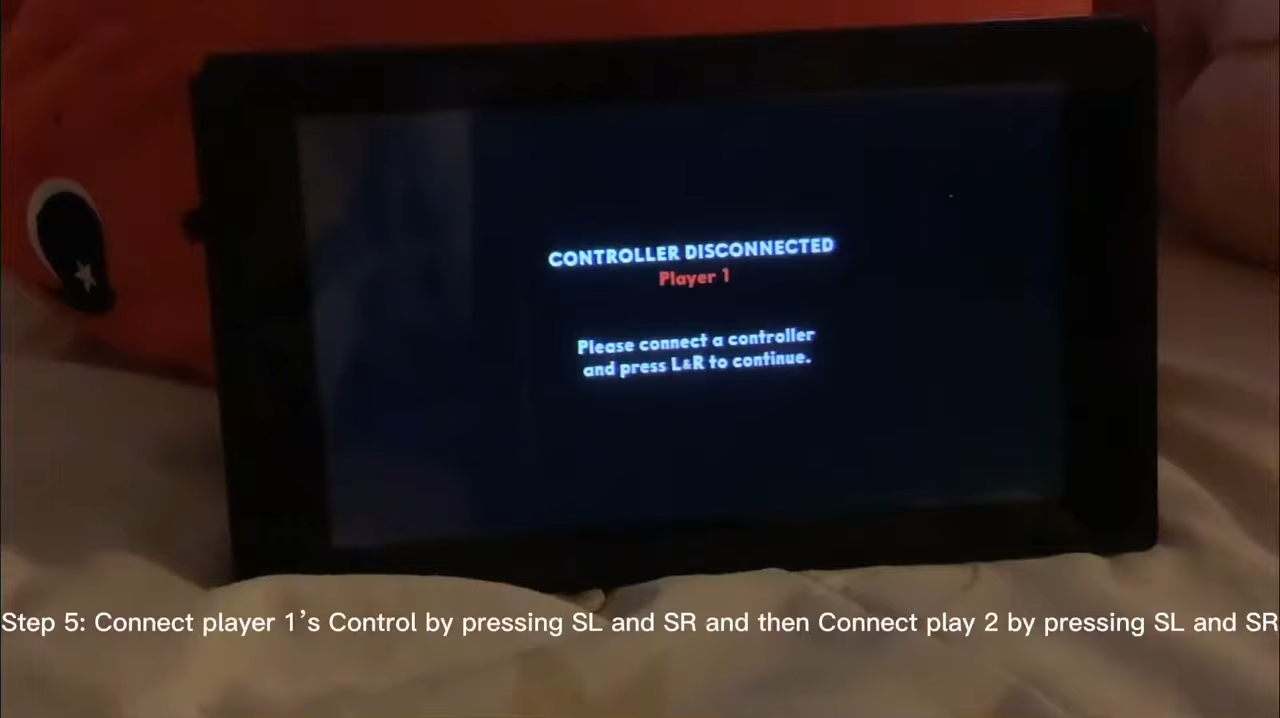 CONTROLLER DISCONNECTED
Player 1
Please connect a controller
and press L&R to continue.
Step 5: Connect player 1's Control by pressing SL and SR and then Connect play 2 by pressing SL and SR